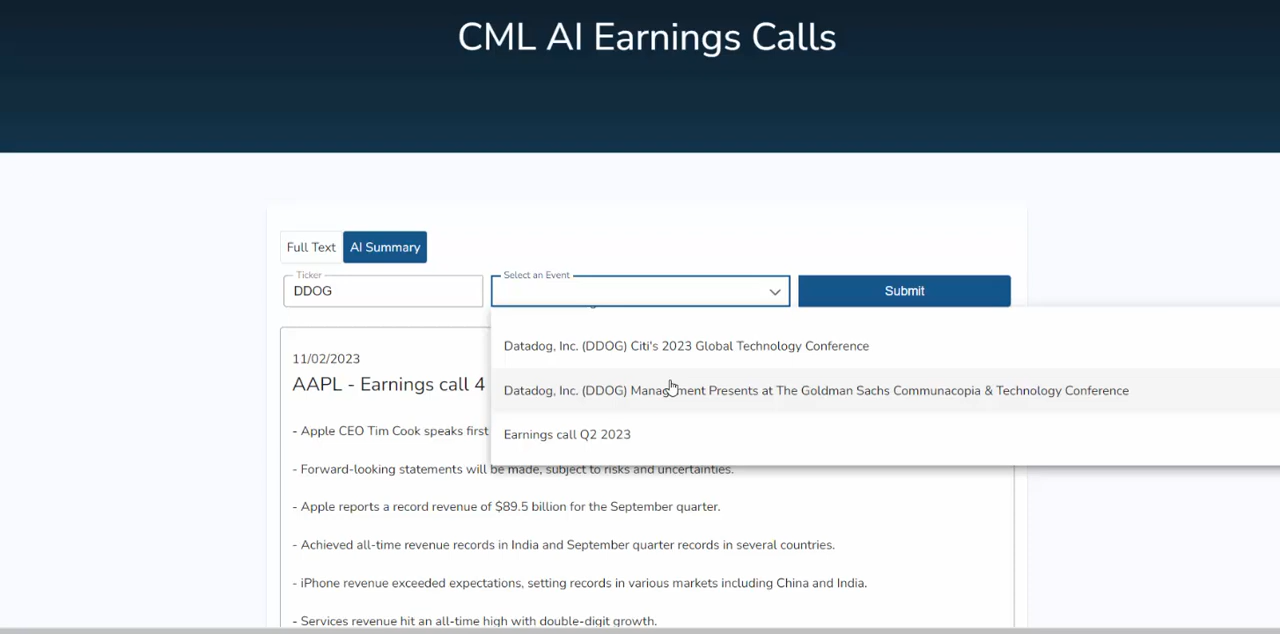 CML AI Earnings Calls
Full Text
AI Summary
Ticker
DDOG
Select an Event
Submit
Datadog, Inc. (DDOG) Citi's 2023 Global Technology Conference
Datadog, Inc. (DDOG) Management Presents at The Goldman Sachs Communacopia & Technology Conference
Earnings call Q2 2023
11/02/2023
AAPL - Earnings call 4
- Apple CEO Tim Cook speaks first
- Forward-looking statements will be made, subject to risks and uncertainties.
- Apple reports a record revenue of $89.5 billion for the September quarter.
- Achieved all-time revenue records in India and September quarter records in several countries.
- iPhone revenue exceeded expectations, setting records in various markets including China and India.
- Services revenue hit an all-time high with double-digit growth.